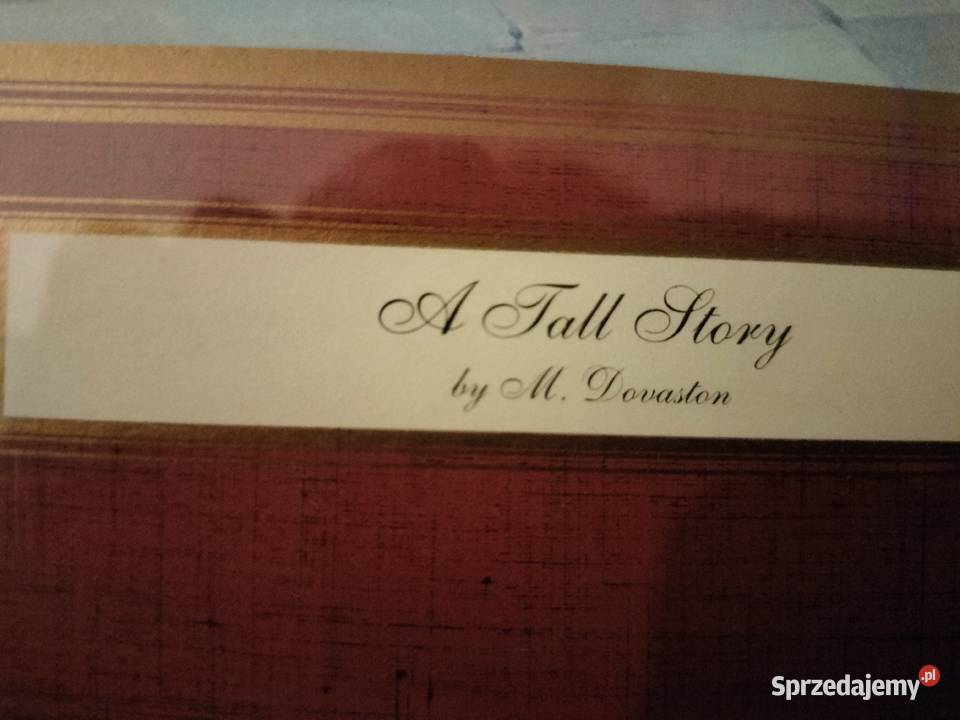 A Tall Story
by M. Dovaston
Sprzedajemy.pl